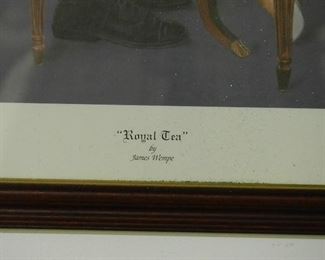 "Royal Tea"
by
James Wempe